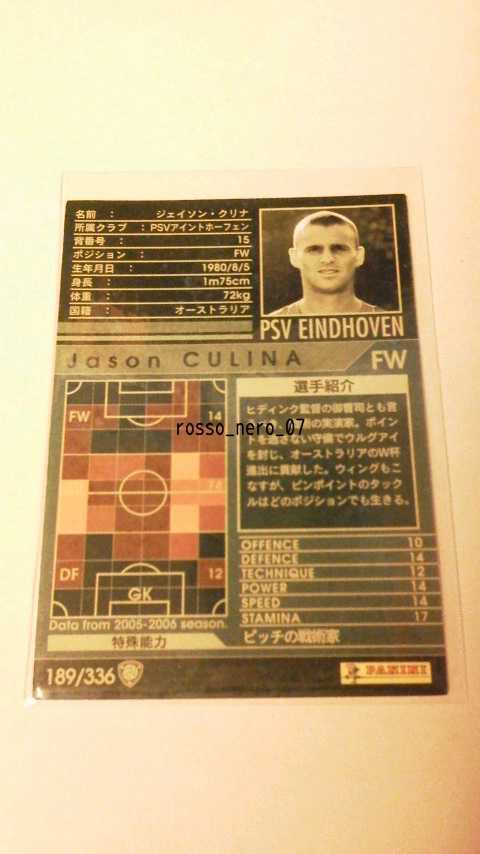 名前 : ジェイソン・クリナ
所属クラブ : PSVアイントホーフェン
背番号 : 15
ポジション : FW
生年月日 : 1980/8/5
身長 : 1m75cm
体重 : 72kg
国籍 : オーストラリア
PSV EINDHOVEN
Jason CULINA
FW
FW 14
14
DF 12
GK
Data from 2005-2006 season.
特殊能力
選手紹介
ヒディンク監督の御曹司とも言
の実演家。ポイン
トを逃さない守備でウルグアイ
を封じ、オーストラリアのW杯
進出に貢献した。ウィングもこ
なすが、ピンポイントのタック
ルはどのポジションでも生きる。
rosso_nero_07
OFFENCE 10
DEFENCE 14
TECHNIQUE 12
POWER 14
SPEED 14
STAMINA 17
ピッチの戦術家
189/336
PANINI